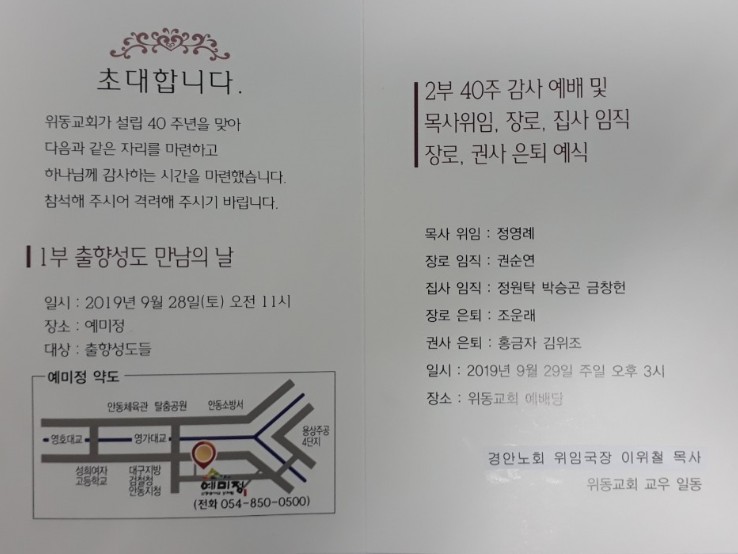 초대합니다.
위동교회가 설립 40 주년을 맞아
다음과 같은 자리를 마련하고
하나님께 감사하는 시간을 마련했습니다.
참석해 주시어 격려해 주시기 바랍니다.
1부 출향성도 만남의 날
일시 : 2019년 9월 28일(토) 오전 11시
장소 : 예미정
대상 : 출향성도들
예미정 약도
안동체육관
탈춤공원
안동소방서
영호대교
영가대교
용상주공
4단지
성희여자
고등학교
대구지방
검찰청
안동지청
예미정
(전화 054-850-0500)
2부 40주 감사 예배 및
목사위임, 장로, 집사 임직
장로, 권사 은퇴 예식
목사 위임 : 정영례
장로 임직 : 권순연
집사 임직 : 정원탁 박승곤 금창헌
장로 은퇴 : 조운래
권사 은퇴 : 홍금자 김위조
일시 : 2019년 9월 29일 주일 오후 3시
장소 : 위동교회 예배당
경안노회 위임국장 이위철 목사
위동교회 교우 일동